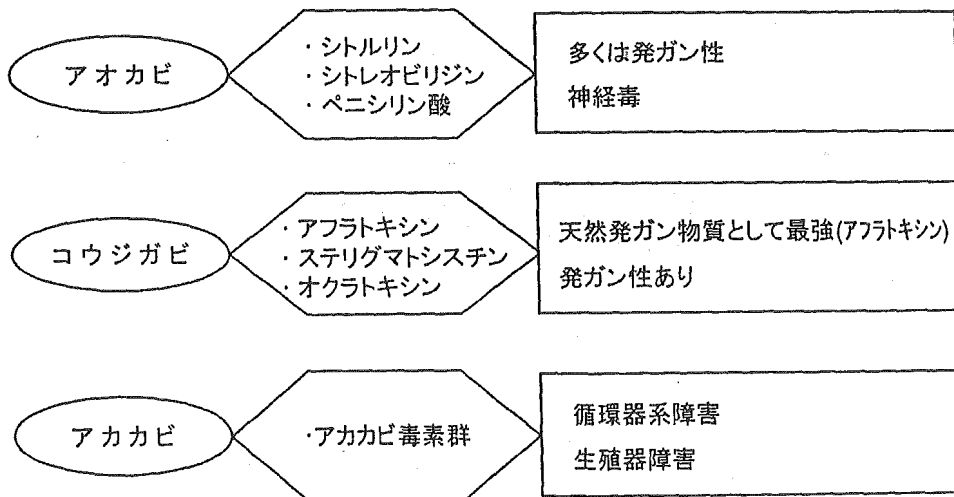 アオカビ
・シトルリン
・シトレオビリジン
・ペニシリン酸
多くは発ガン性
神経毒
コウジガビ
・アフラトキシン
・ステリグマトシスチン
・オクラトキシン
天然発ガン物質として最強(アフラトキシン)
発ガン性あり
アカカビ
・アカカビ毒素群
循環器系障害
生殖器障害